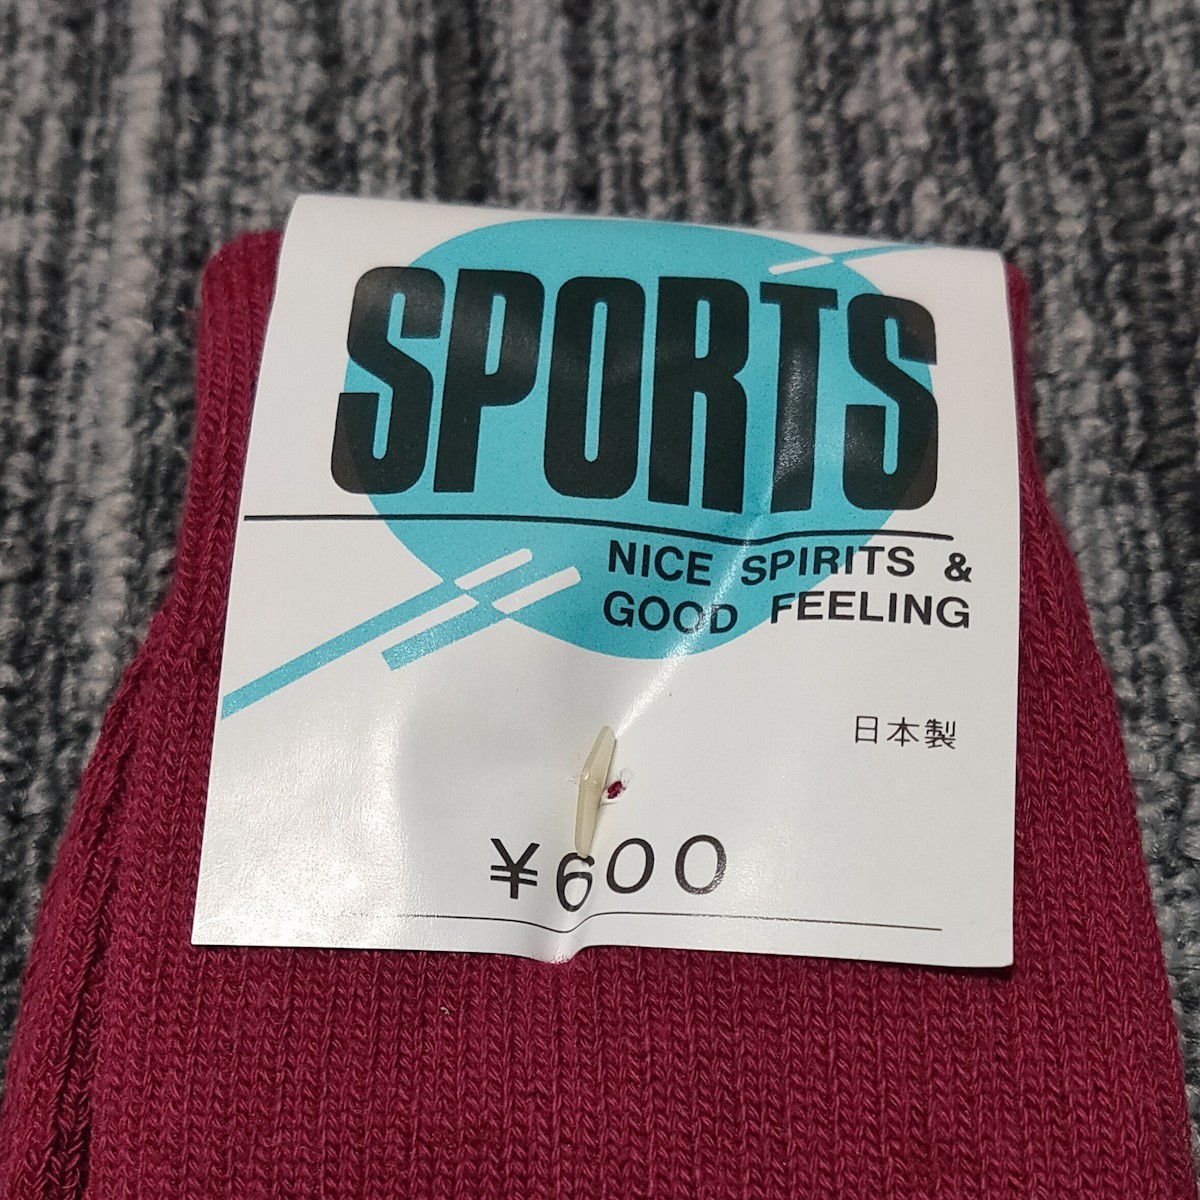 SPORTS
NICE SPIRITS &
GOOD FEELING
日本製
¥600